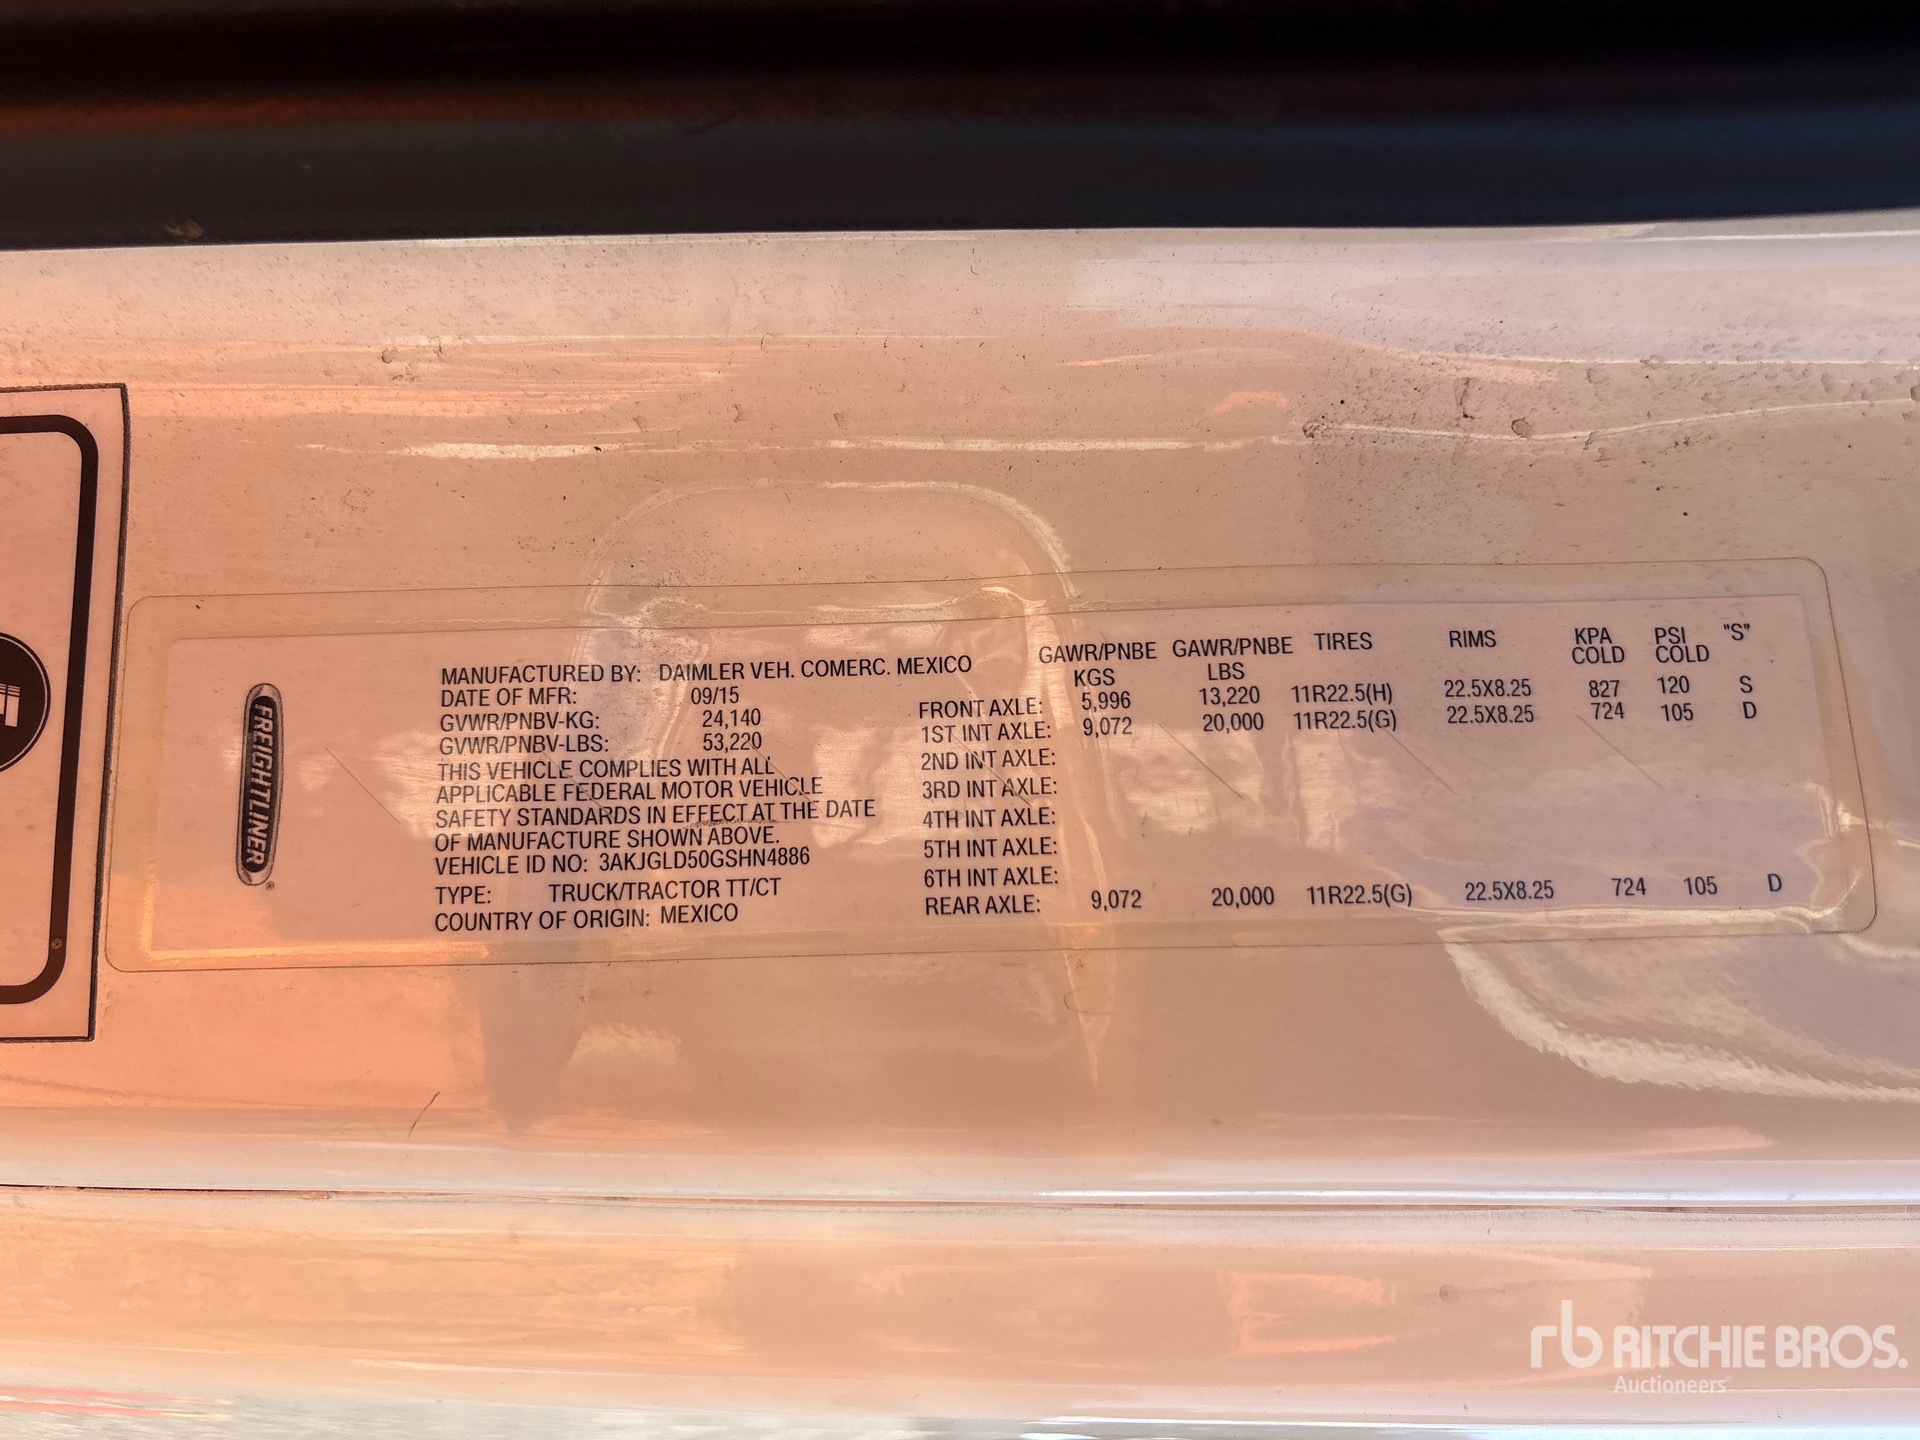 FREIGHTLINER
MANUFACTURED BY: DAIMLER VEH. COMERC. MEXICO
DATE OF MFR: 09/15
GVWR/PNBV-KG: 24,140
GVWR/PNBV-LBS: 53,220
THIS VEHICLE COMPLIES WITH ALL
APPLICABLE FEDERAL MOTOR VEHICLE
SAFETY STANDARDS IN EFFECT AT THE DATE
OF MANUFACTURE SHOWN ABOVE.
VEHICLE ID NO: 3AKJGLD50GSHN4886
TYPE: TRUCK/TRACTOR TT/CT
COUNTRY OF ORIGIN: MEXICO
GAWR/PNBE GAWR/PNBE TIRES RIMS KPA PSI "S"
KGS LBS COLD COLD
FRONT AXLE: 5,996 13,220 11R22.5(H) 22.5X8.25 827 120 S
1ST INT AXLE: 9,072 20,000 11R22.5(G) 22.5X8.25 724 105 D
2ND INT AXLE:
3RD INT AXLE:
4TH INT AXLE:
5TH INT AXLE:
6TH INT AXLE:
REAR AXLE: 9,072 20,000 11R22.5(G) 22.5X8.25 724 105 D
rb RITCHIE BROS.
Auctioneers